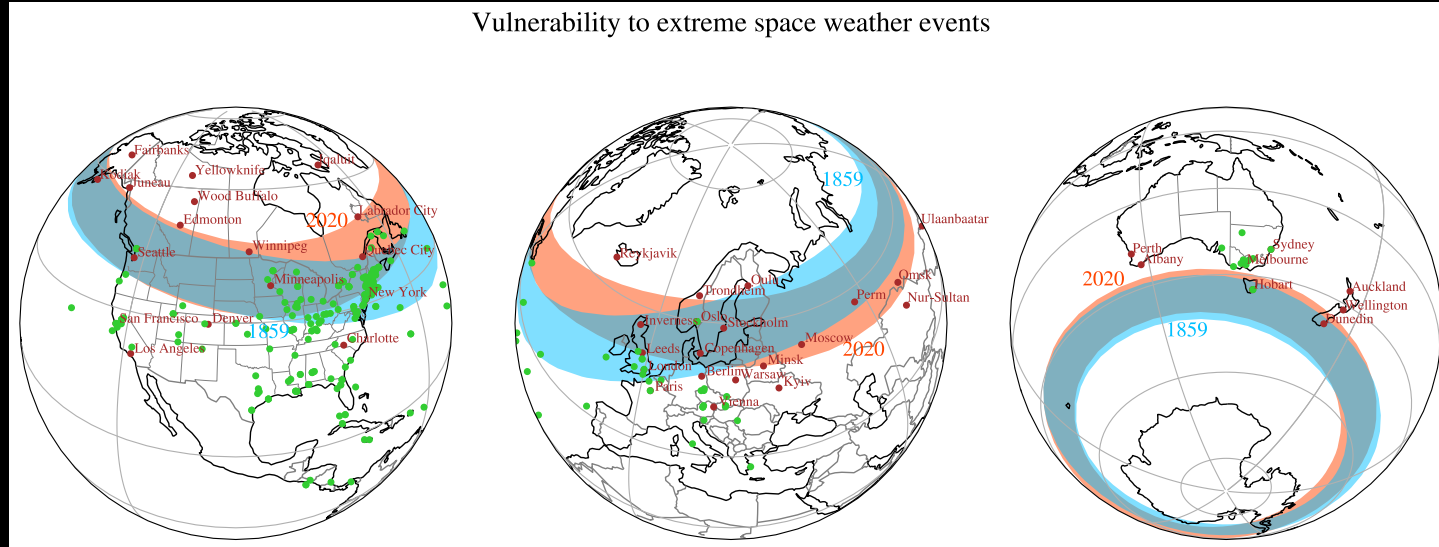 Vulnerability to extreme space weather events
Fairbanks
Iqaluit
Kodiak
Juneau
Yellowknife
Wood Buffalo
Edmonton
2020
Labrador City
Seattle
Winnipeg
Quebec City
Minneapolis
New York
San Francisco
Denver
1859
Charlotte
Los Angeles
1859
Ulaanbaatar
Reykjavik
Oulu
Omsk
Trondheim
Perm
Nur-Sultan
Inverness
Oslo
Stockholm
Moscow
Leeds
Copenhagen
2020
London
Minsk
Berlin
Warsaw
Paris
Kyiv
Vienna
Perth
Albany
Sydney
Melbourne
2020
Hobart
Auckland
Wellington
Dunedin
1859